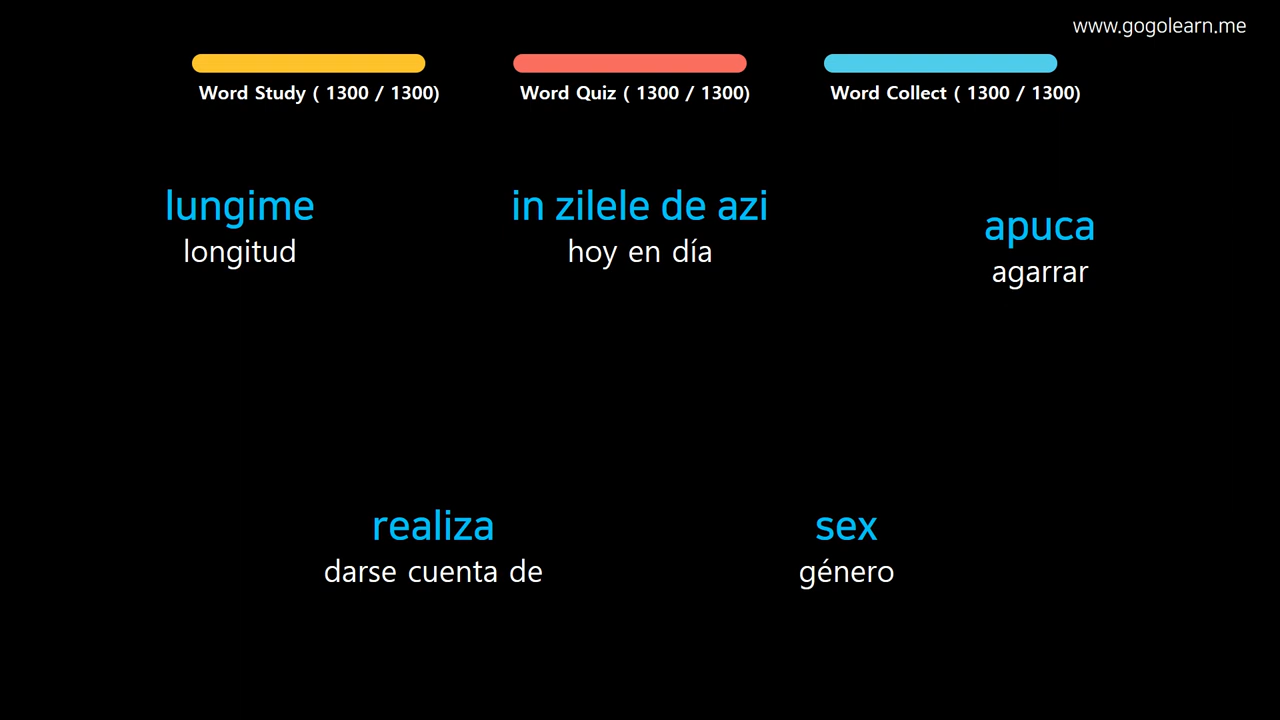 www.gogolearn.me
Word Study ( 1300 / 1300)
Word Quiz ( 1300 / 1300)
Word Collect ( 1300 / 1300)
lungime
longitud
in zilele de azi
hoy en día
apuca
agarrar
realiza
darse cuenta de
sex
género